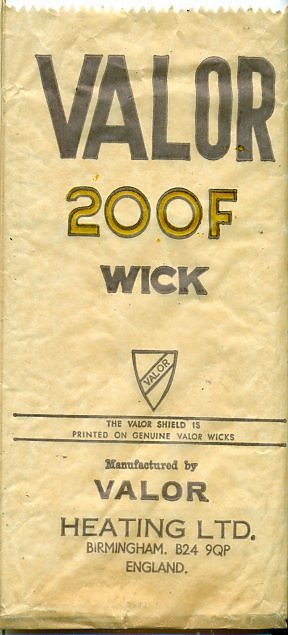 VALOR
200F
WICK
VALOR
THE VALOR SHIELD IS
PRINTED ON GENUINE VALOR WICKS
Manufactured by
VALOR
HEATING LTD.
BIRMINGHAM. B24 9QP
ENGLAND.